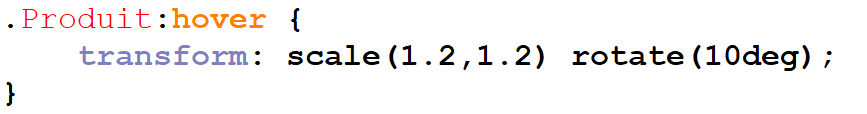 .Produit:hover {
    transform: scale(1.2,1.2) rotate(10deg);
}